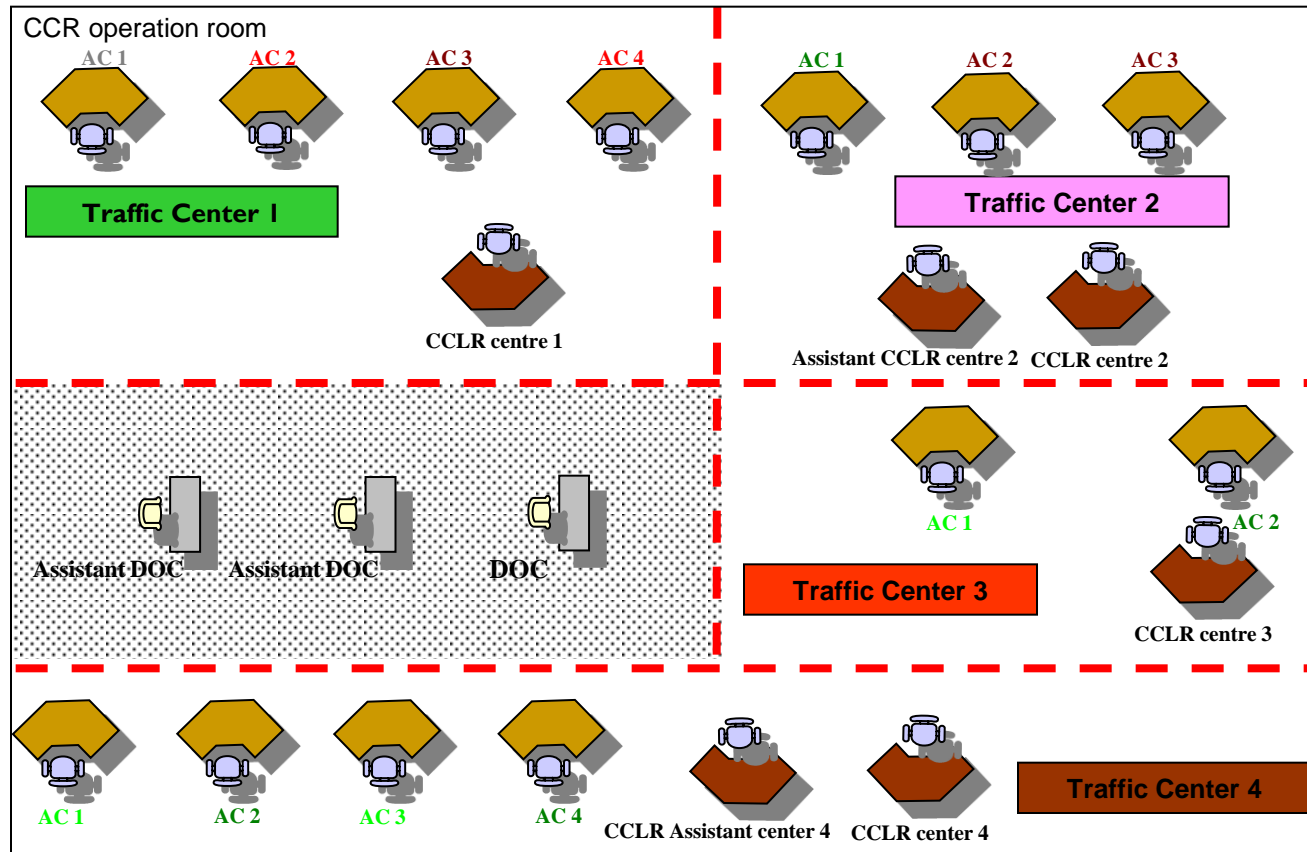 CCR operation room
AC 1
AC 2
AC 3
AC 4
Traffic Center 1
CCLR centre 1
AC 1
AC 2
AC 3
Traffic Center 2
Assistant CCLR centre 2
CCLR centre 2
Assistant DOC
Assistant DOC
DOC
AC 1
AC 2
Traffic Center 3
CCLR centre 3
AC 1
AC 2
AC 3
AC 4
CCLR Assistant center 4
CCLR center 4
Traffic Center 4